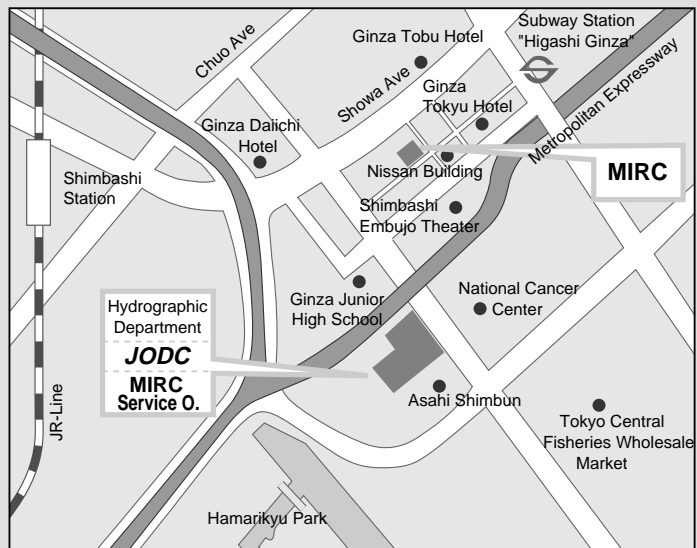 Subway Station
"Higashi Ginza"
Chuo Ave
Ginza Tobu Hotel
Showa Ave
Ginza
Tokyu Hotel
Metropolitan Expressway
Ginza Daiichi
Hotel
Nissan Building
MIRC
Shimbashi
Station
Shimbashi
Embujo Theater
Hydrographic
Department
JODC
MIRC
Service O.
Ginza Junior
High School
National Cancer
Center
Asahi Shimbun
JR-Line
Tokyo Central
Fisheries Wholesale
Market
Hamarikyu Park